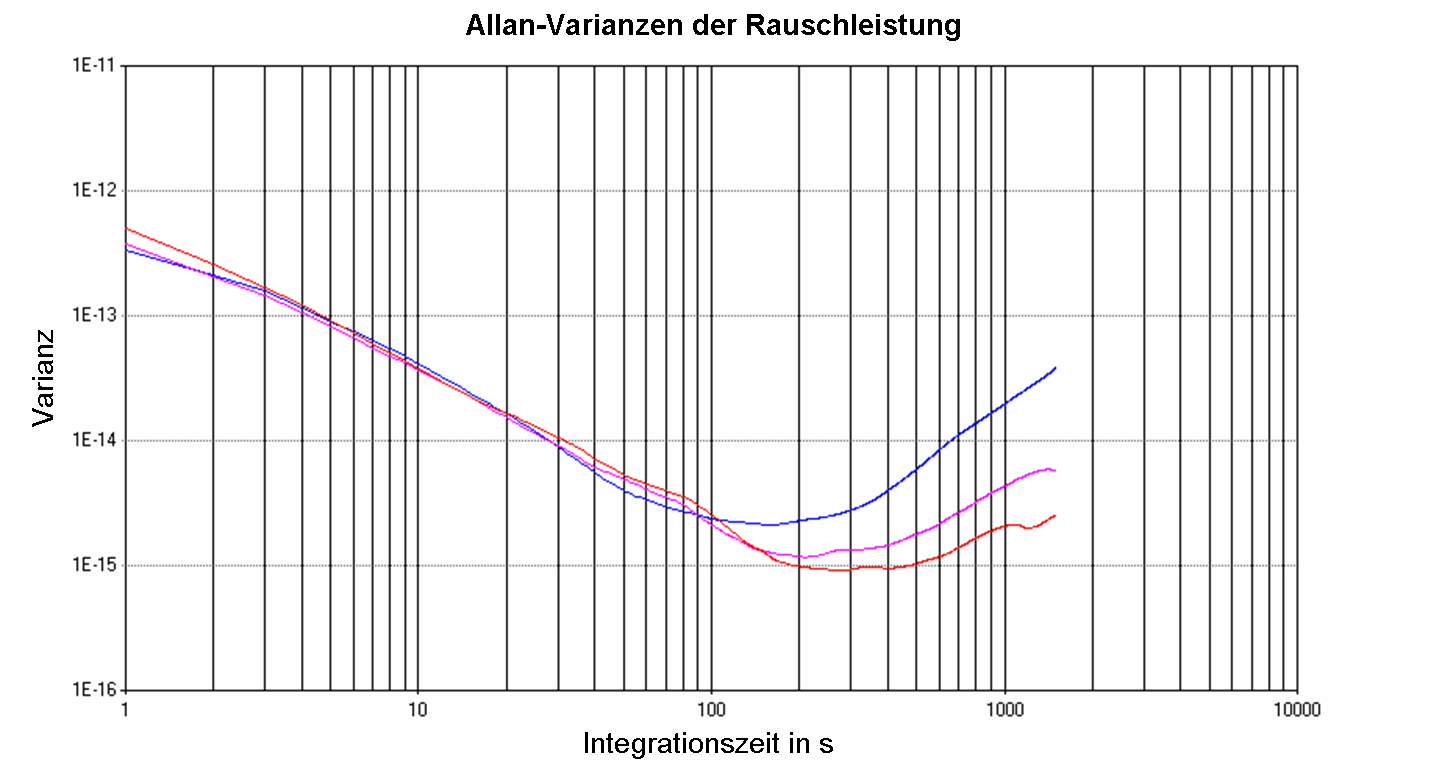 Allan-Varianzen der Rauschleistung
1E-11
1E-12
1E-13
1E-14
1E-15
1E-16
Varianz
1 10 100 1000 10000
Integrationszeit in s